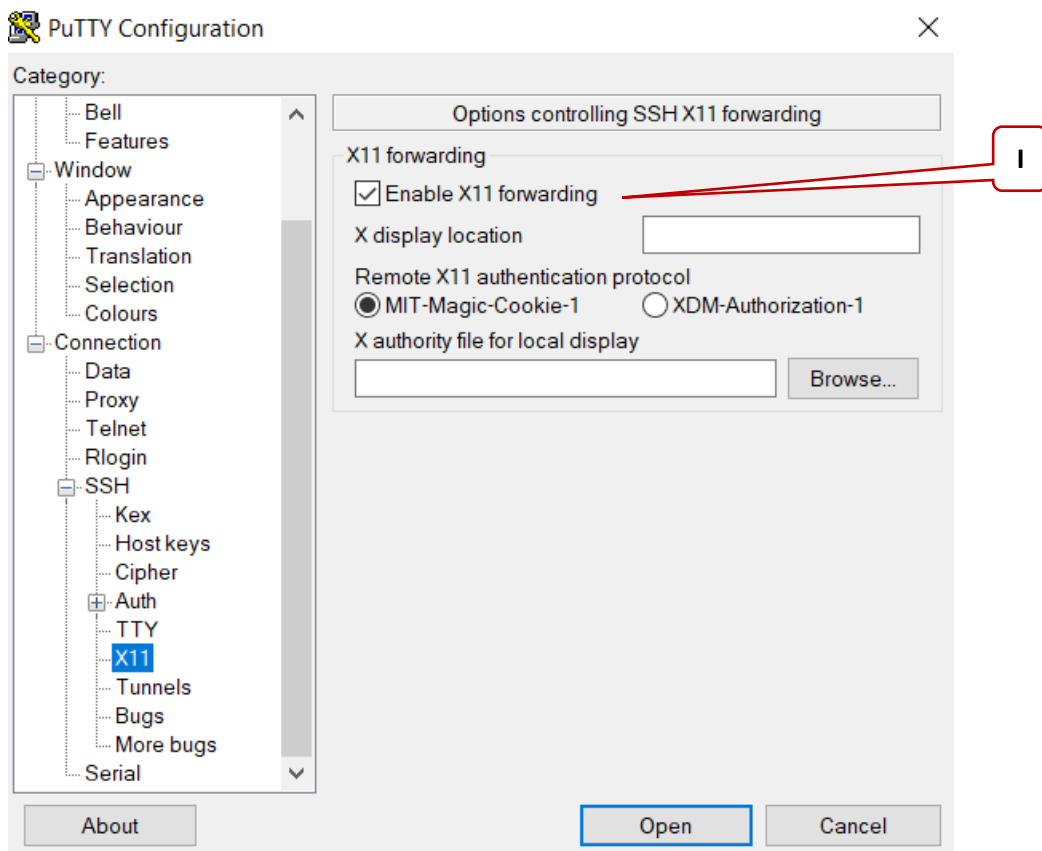 PuTTY Configuration
Category:
Bell
Features
Window
Appearance
Behaviour
Translation
Selection
Colours
Connection
Data
Proxy
Telnet
Rlogin
SSH
Kex
Host keys
Cipher
Auth
TTY
X11
Tunnels
Bugs
More bugs
Serial
Options controlling SSH X11 forwarding
X11 forwarding
Enable X11 forwarding
X display location
Remote X11 authentication protocol
MIT-Magic-Cookie-1 XDM-Authorization-1
X authority file for local display
Browse...
I
About Open Cancel